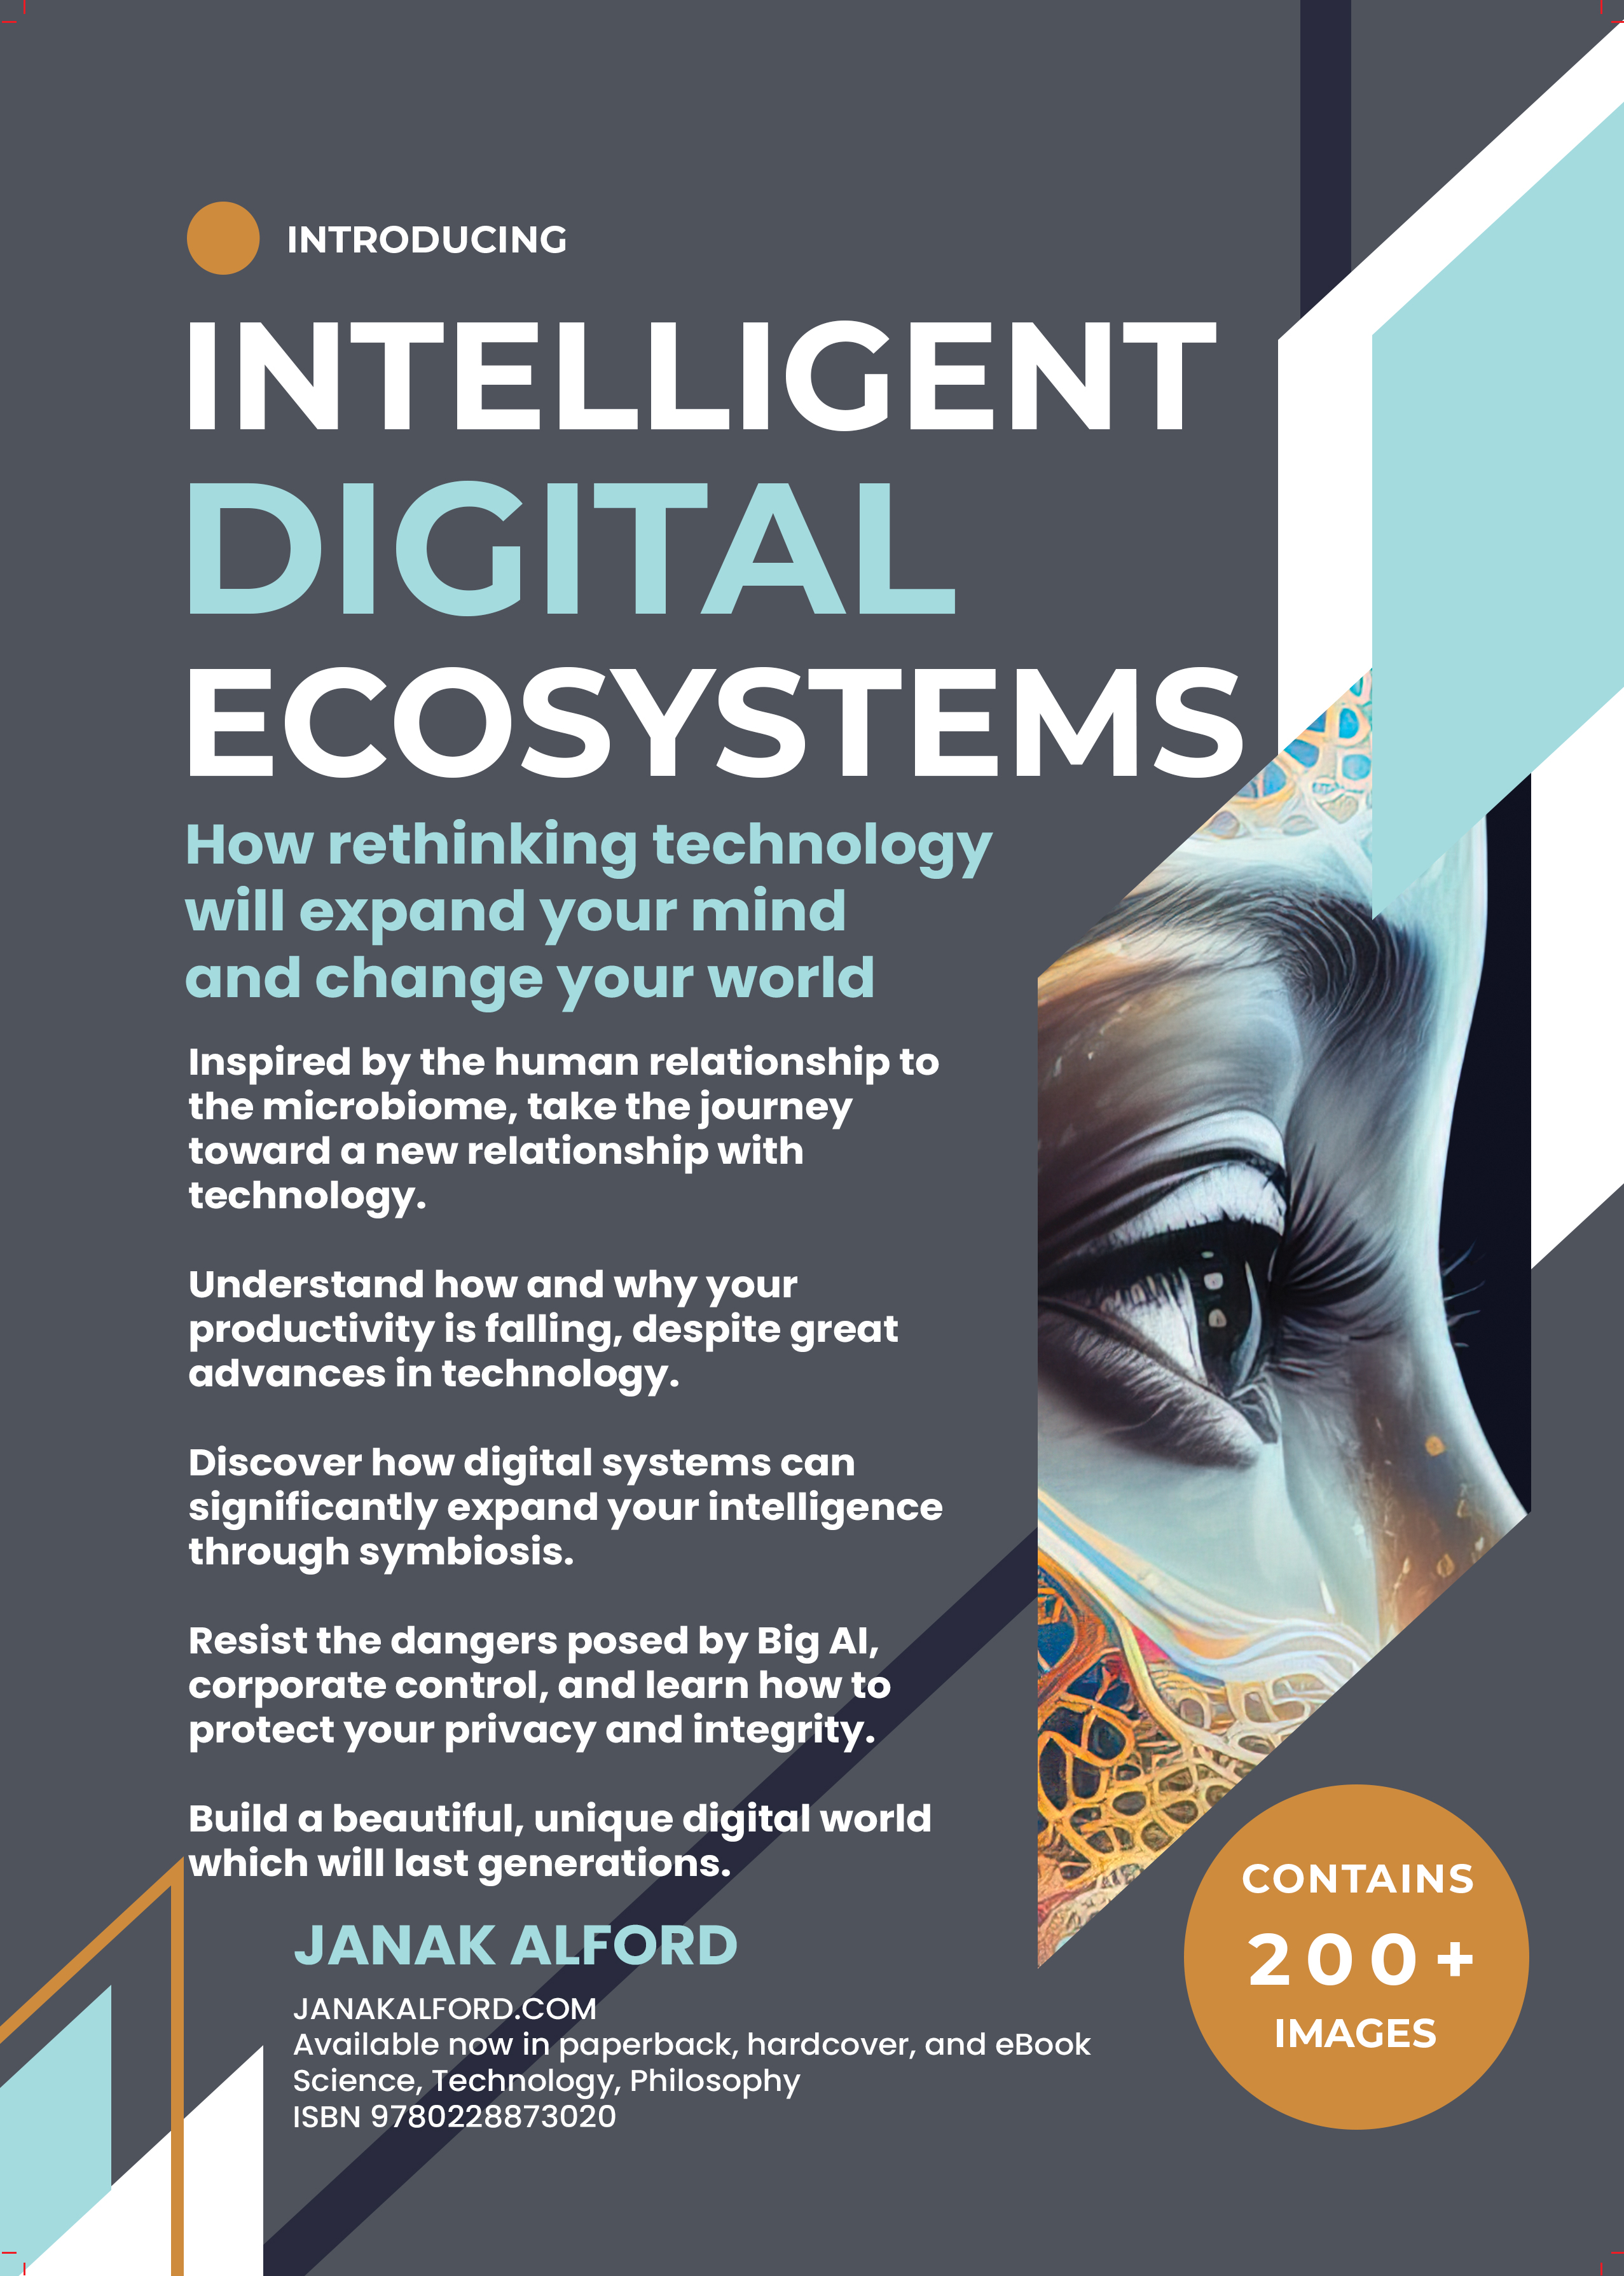 INTRODUCING
INTELLIGENT
DIGITAL
ECOSYSTEMS
How rethinking technology
will expand your mind
and change your world
Inspired by the human relationship to
the microbiome, take the journey
toward a new relationship with
technology.
Understand how and why your
productivity is falling, despite great
advances in technology.
Discover how digital systems can
significantly expand your intelligence
through symbiosis.
Resist the dangers posed by Big AI,
corporate control, and learn how to
protect your privacy and integrity.
Build a beautiful, unique digital world
which will last generations.
JANAK ALFORD
JANAKALFORD.COM
Available now in paperback, hardcover, and eBook
Science, Technology, Philosophy
ISBN 9780228873020
CONTAINS
200+
IMAGES